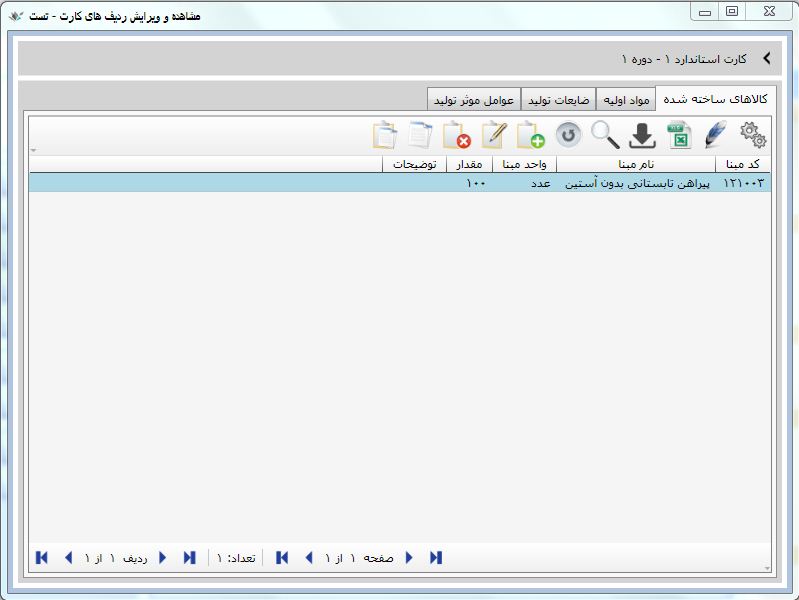 مشاهده و ویرایش ردیف های کارت - تست
کارت استاندارد ۱ - دوره ۱
کالاهای ساخته شده مواد اولیه ضایعات تولید عوامل موثر تولید
کد مبنا نام مبنا واحد مبنا مقدار توضیحات
۱۲۱۰۰۳ پیراهن تابستانی بدون آستین عدد ۱۰۰
صفحه ۱ از ۱ تعداد: ۱ ردیف ۱ از ۱